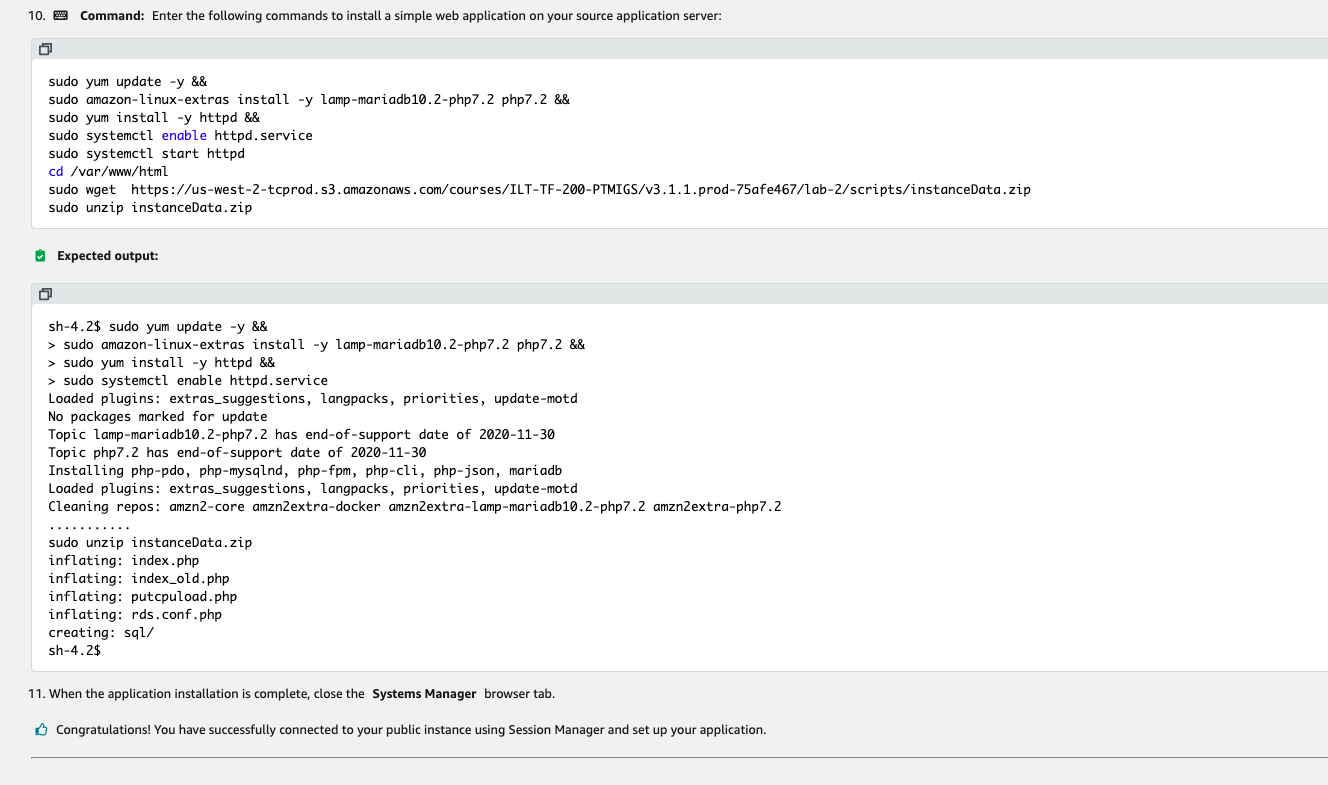 10. Command: Enter the following commands to install a simple web application on your source application server:
sudo yum update -y &&
sudo amazon-linux-extras install -y lamp-mariadb10.2-php7.2 php7.2 &&
sudo yum install -y httpd &&
sudo systemctl enable httpd.service
sudo systemctl start httpd
cd /var/www/html
sudo wget  https://us-west-2-tcprod.s3.amazonaws.com/courses/ILT-TF-200-PTMIGS/v3.1.1.prod-75afe467/lab-2/scripts/instanceData.zip
sudo unzip instanceData.zip
Expected output:
sh-4.2$ sudo yum update -y &&
> sudo amazon-linux-extras install -y lamp-mariadb10.2-php7.2 php7.2 &&
> sudo yum install -y httpd &&
> sudo systemctl enable httpd.service
Loaded plugins: extras_suggestions, langpacks, priorities, update-motd
No packages marked for update
Topic lamp-mariadb10.2-php7.2 has end-of-support date of 2020-11-30
Topic php7.2 has end-of-support date of 2020-11-30
Installing php-pdo, php-mysqlnd, php-fpm, php-cli, php-json, mariadb
Loaded plugins: extras_suggestions, langpacks, priorities, update-motd
Cleaning repos: amzn2-core amzn2extra-docker amzn2extra-lamp-mariadb10.2-php7.2 amzn2extra-php7.2
...........
sudo unzip instanceData.zip
inflating: index.php
inflating: index_old.php
inflating: putcpuload.php
inflating: rds.conf.php
creating: sql/
sh-4.2$
11. When the application installation is complete, close the Systems Manager browser tab.
Congratulations! You have successfully connected to your public instance using Session Manager and set up your application.